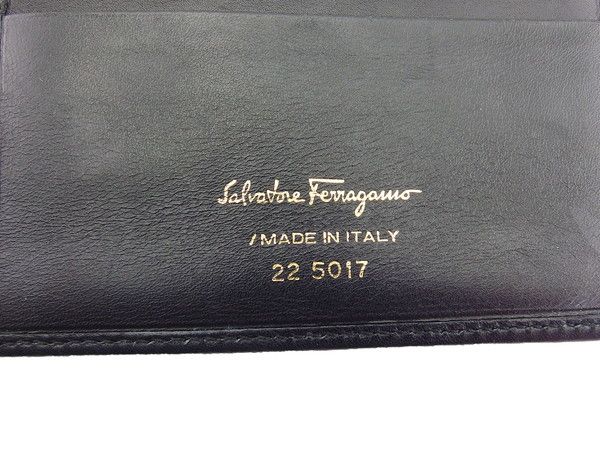 Salvatore Ferragamo
/ MADE IN ITALY
22 5017